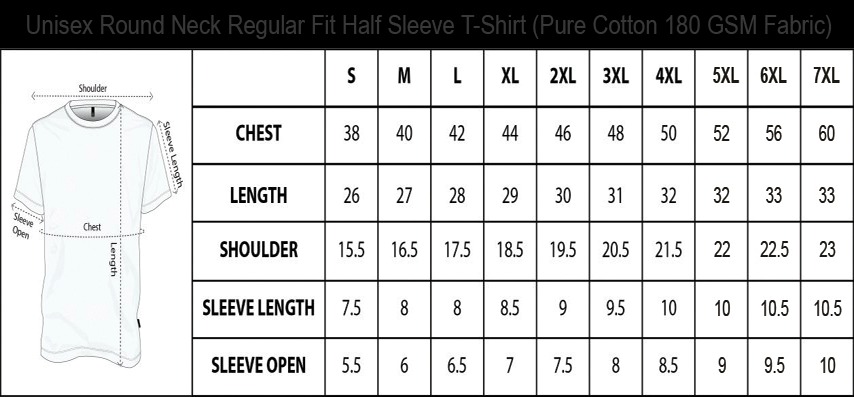 Unisex Round Neck Regular Fit Half Sleeve T-Shirt (Pure Cotton 180 GSM Fabric)
S M L XL 2XL 3XL 4XL 5XL 6XL 7XL
CHEST 38 40 42 44 46 48 50 52 56 60
LENGTH 26 27 28 29 30 31 32 32 33 33
SHOULDER 15.5 16.5 17.5 18.5 19.5 20.5 21.5 22 22.5 23
SLEEVE LENGTH 7.5 8 8 8.5 9 9.5 10 10 10.5 10.5
SLEEVE OPEN 5.5 6 6.5 7 7.5 8 8.5 9 9.5 10
Shoulder
Sleeve Length
Sleeve
Open
Chest
Length